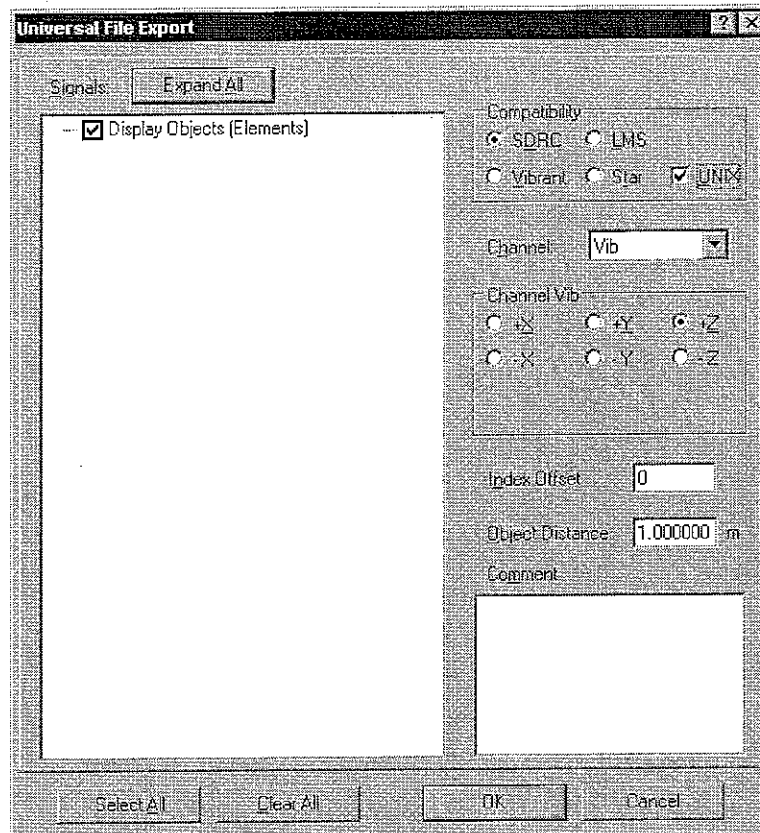 Universal File Export
Signals:
Expand All
Display Objects (Elements)
Compatibility
SDRC
LMS
Vibrant
Star
UNIX
Channel:
Vib
Channel Vib
+X
+Y
+Z
-X
-Y
-Z
Index Offset
0
Object Distance
1.000000 m
Comment
Select All
Clear All
OK
Cancel